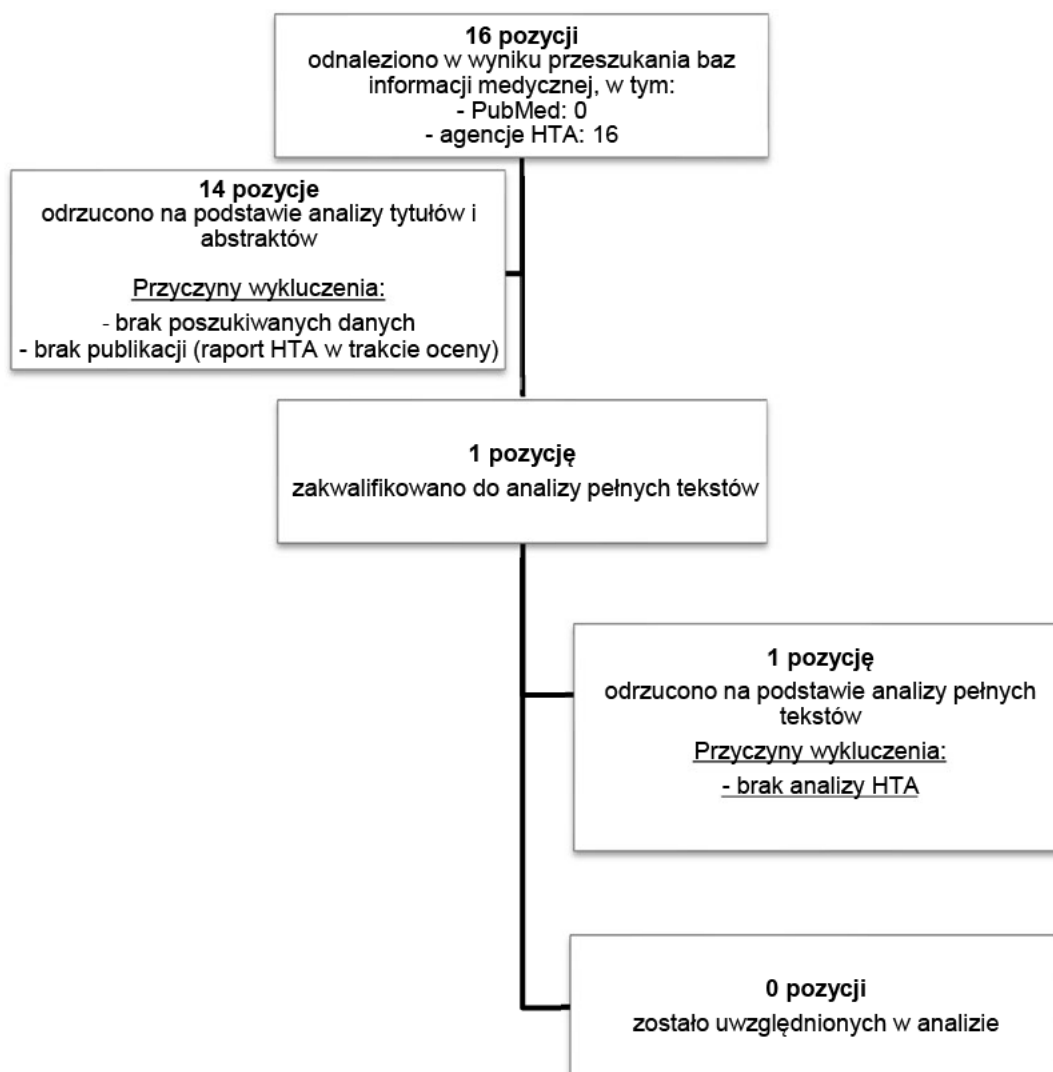 16 pozycji
odnaleziono w wyniku przeszukania baz
informacji medycznej, w tym:
- PubMed: 0
- agencje HTA: 16
14 pozycje
odrzucono na podstawie analizy tytułów i
abstraktów
Przyczyny wykluczenia:
- brak poszukiwanych danych
- brak publikacji (raport HTA w trakcie oceny)
1 pozycję
zakwalifikowano do analizy pełnych tekstów
1 pozycję
odrzucono na podstawie analizy pełnych
tekstów
Przyczyny wykluczenia:
- brak analizy HTA
0 pozycji
zostało uwzględnionych w analizie